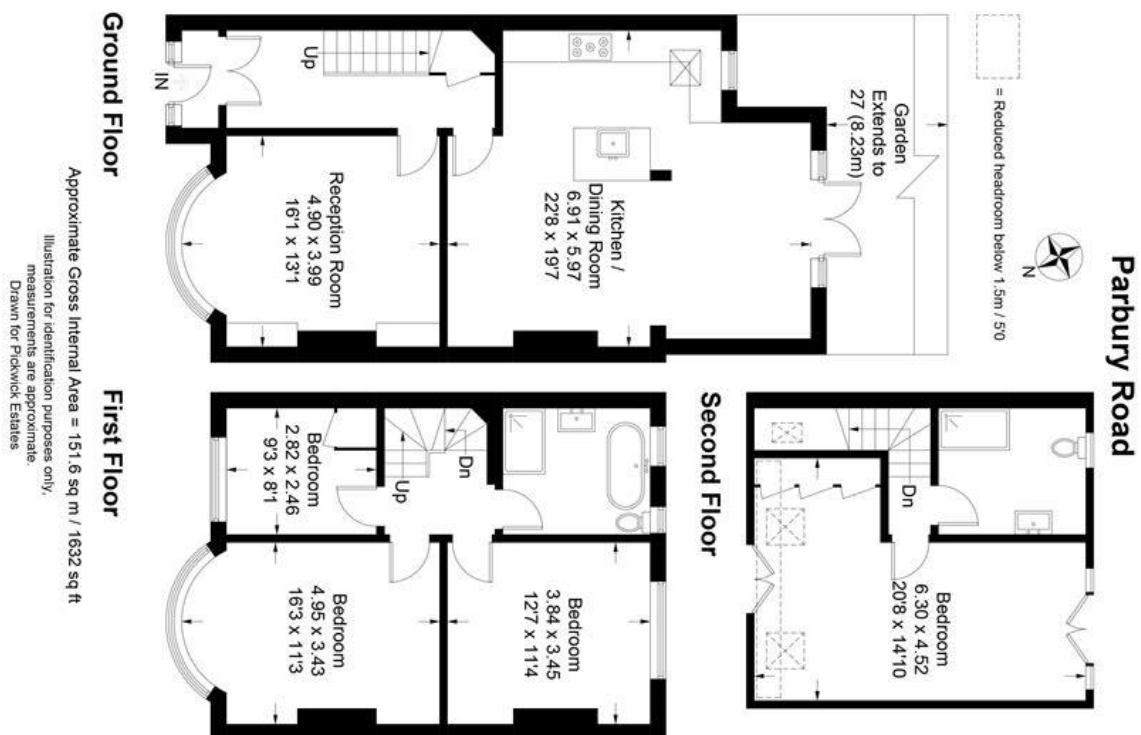 Parbury Road
N
= Reduced headroom below 1.5m / 5'0
Garden
Extends to
27 (8.23m)
Kitchen /
Dining Room
6.91 x 5.97
22'8 x 19'7
Up
IN
Reception Room
4.90 x 3.99
16'1 x 13'1
Ground Floor
Bedroom
6.30 x 4.52
20'8 x 14'10
Dn
Second Floor
Dn
Up
Bedroom
3.84 x 3.45
12'7 x 11'4
Bedroom
2.82 x 2.46
9'3 x 8'1
Bedroom
4.95 x 3.43
16'3 x 11'3
First Floor
Approximate Gross Internal Area = 151.6 sq m / 1632 sq ft
Illustration for identification purposes only,
measurements are approximate.
Drawn for Pickwick Estates